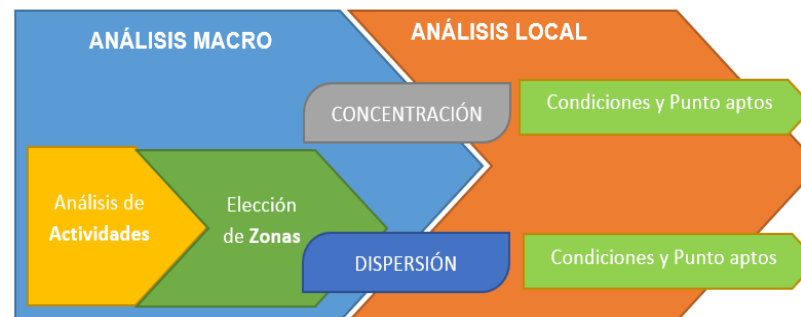 ANÁLISIS MACRO
ANÁLISIS LOCAL
CONCENTRACIÓN
Condiciones y Punto aptos
Análisis de
Actividades
Elección
de Zonas
DISPERSIÓN
Condiciones y Punto aptos